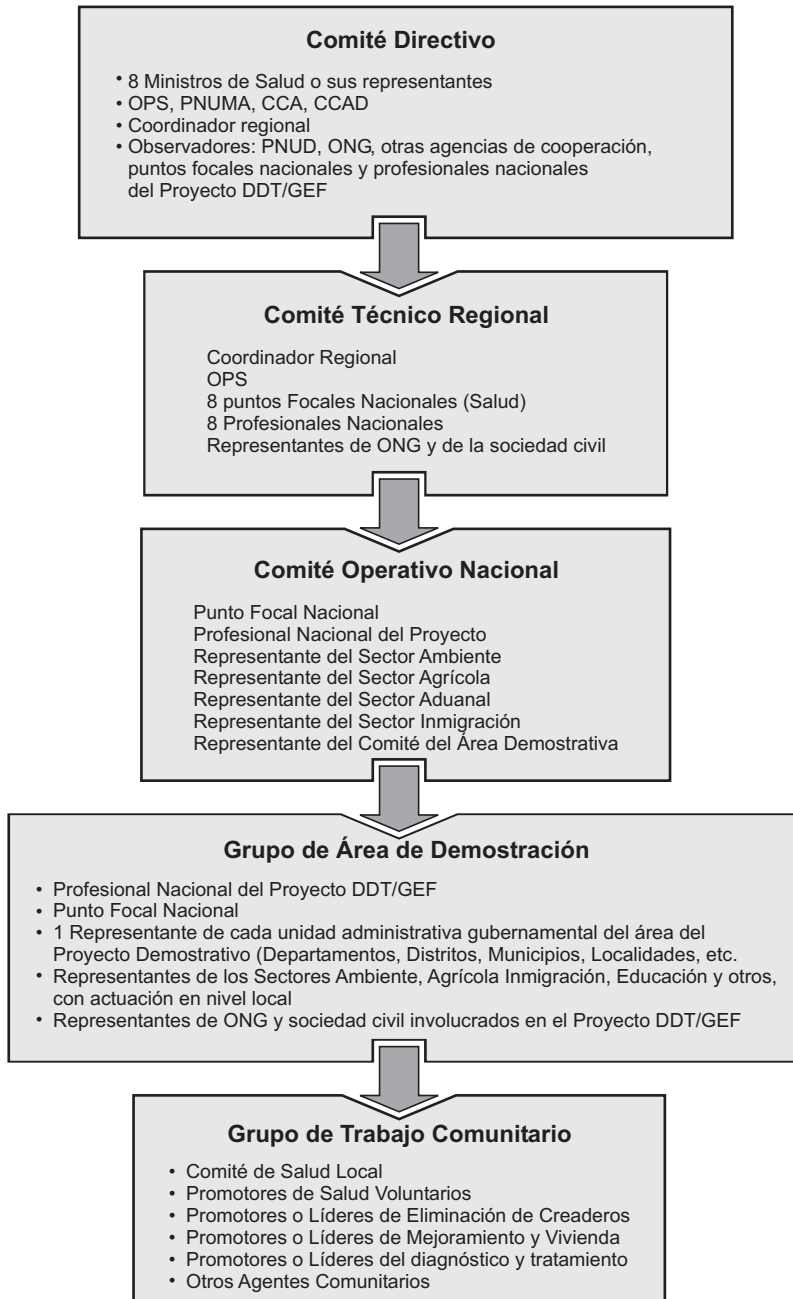 Comité Directivo
• 8 Ministros de Salud o sus representantes
• OPS, PNUMA, CCA, CCAD
• Coordinador regional
• Observadores: PNUD, ONG, otras agencias de cooperación,
puntos focales nacionales y profesionales nacionales
del Proyecto DDT/GEF
Comité Técnico Regional
Coordinador Regional
OPS
8 puntos Focales Nacionales (Salud)
8 Profesionales Nacionales
Representantes de ONG y de la sociedad civil
Comité Operativo Nacional
Punto Focal Nacional
Profesional Nacional del Proyecto
Representante del Sector Ambiente
Representante del Sector Agrícola
Representante del Sector Aduanal
Representante del Sector Inmigración
Representante del Comité del Área Demostrativa
Grupo de Área de Demostración
• Profesional Nacional del Proyecto DDT/GEF
• Punto Focal Nacional
• 1 Representante de cada unidad administrativa gubernamental del área del
Proyecto Demostrativo (Departamentos, Distritos, Municipios, Localidades, etc.
• Representantes de los Sectores Ambiente, Agrícola Inmigración, Educación y otros,
con actuación en nivel local
• Representantes de ONG y sociedad civil involucrados en el Proyecto DDT/GEF
Grupo de Trabajo Comunitario
• Comité de Salud Local
• Promotores de Salud Voluntarios
• Promotores o Líderes de Eliminación de Creaderos
• Promotores o Líderes de Mejoramiento y Vivienda
• Promotores o Líderes del diagnóstico y tratamiento
• Otros Agentes Comunitarios